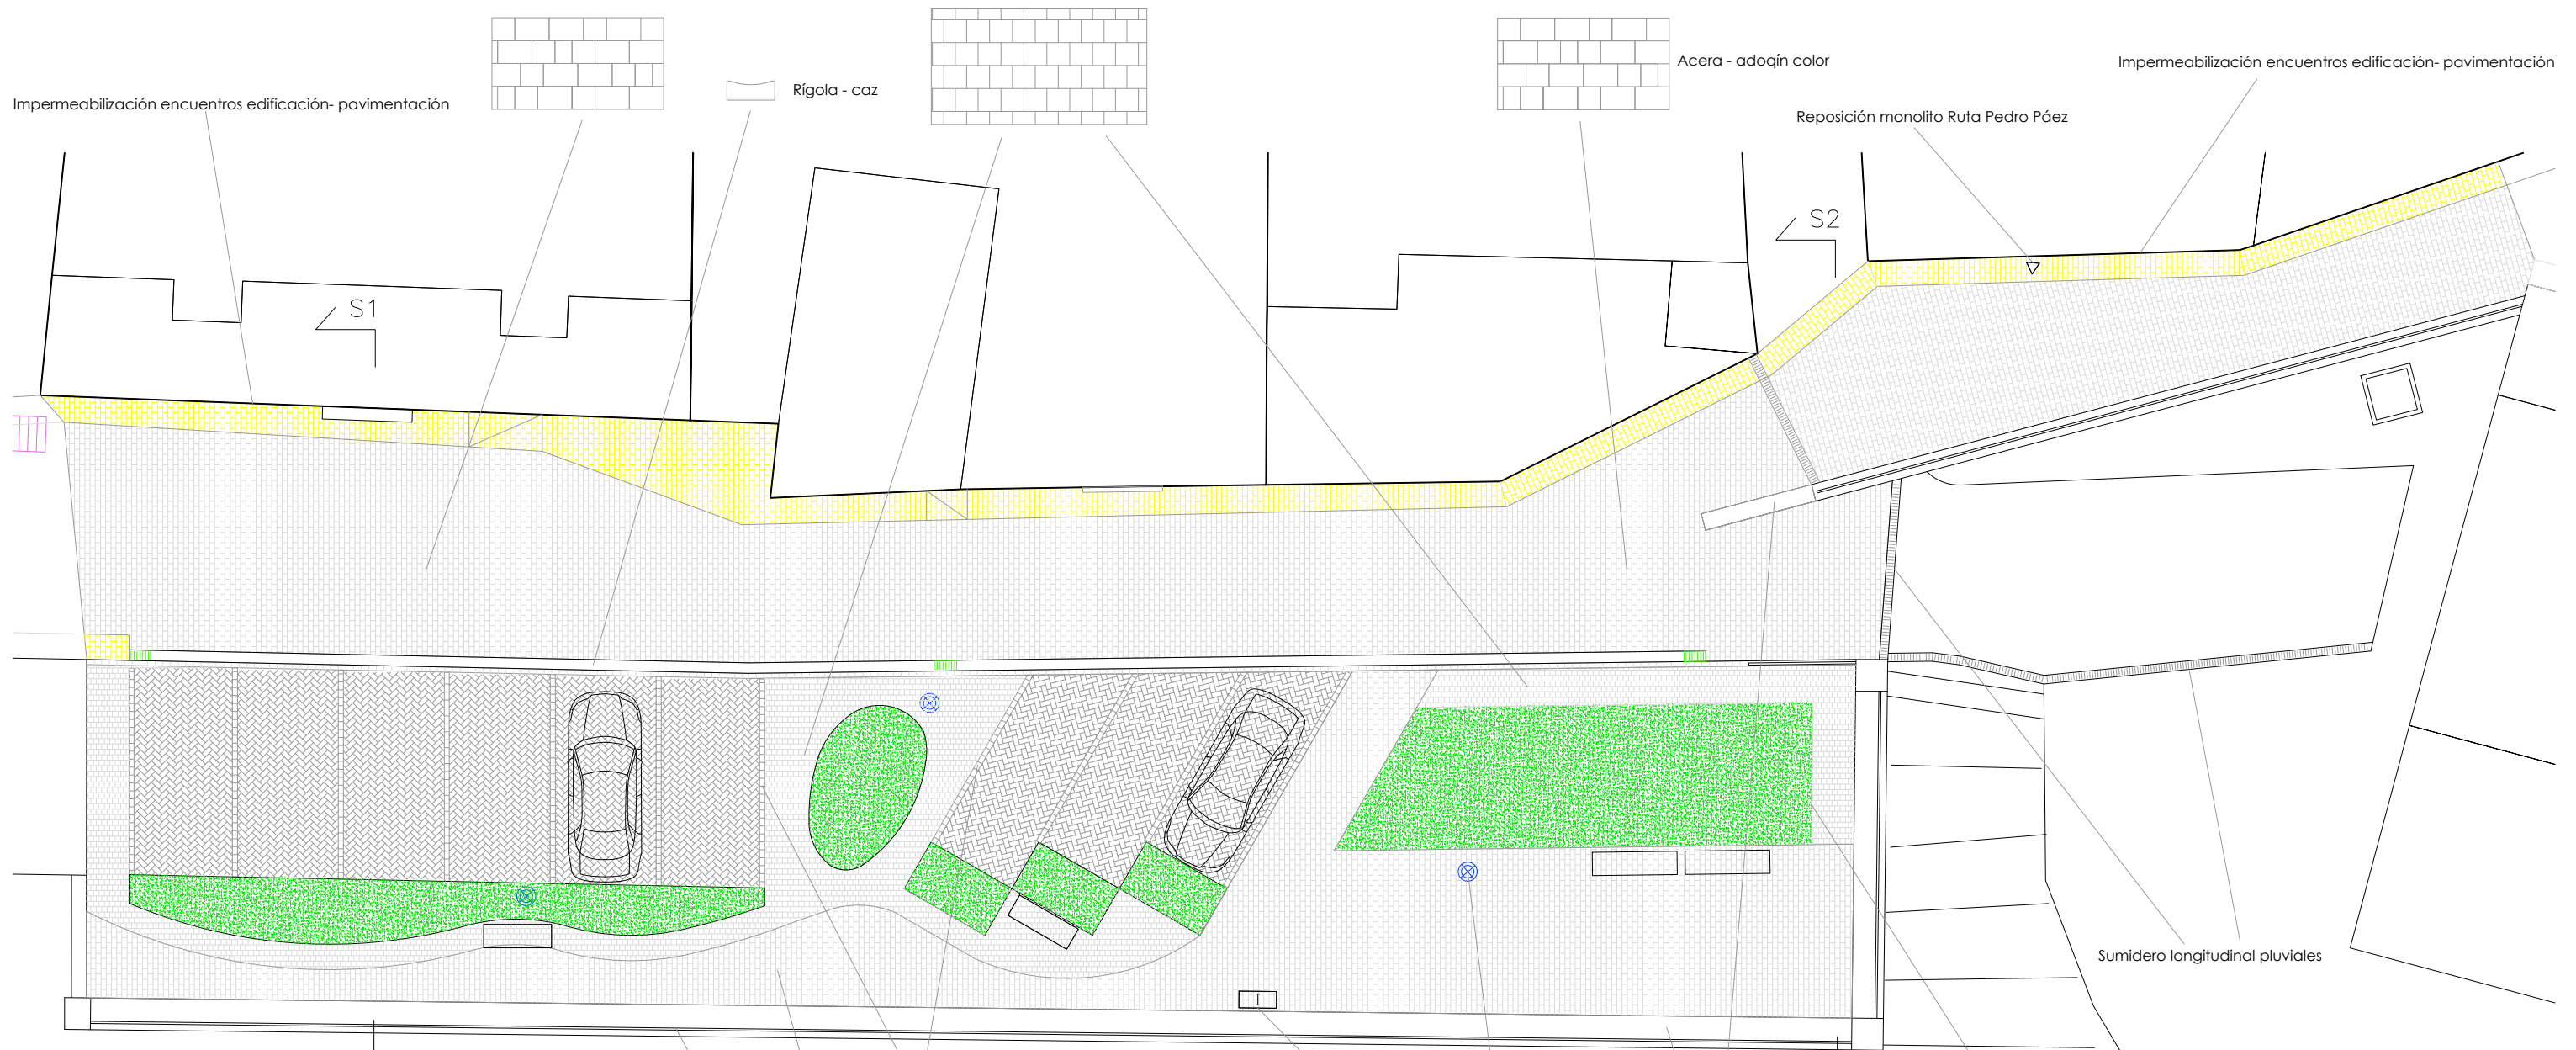 Acera - adoqín color
Impermeabilización encuentros edificación- pavimentación
Rígola - caz
Impermeabilización encuentros edificación- pavimentación
Reposición monolito Ruta Pedro Páez
S2
S1
Sumidero longitudinal pluviales
I